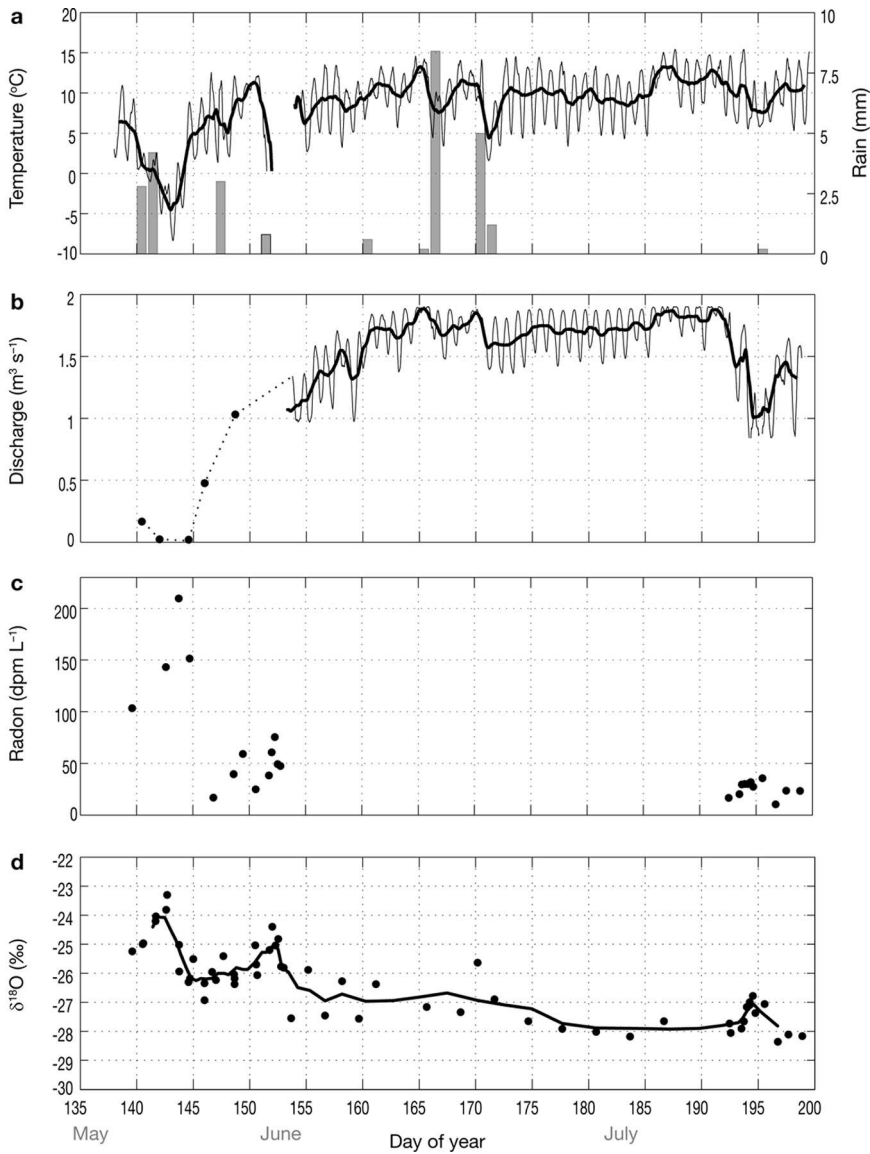 a
20
15
10
5
0
-5
-10
Temperature (°C)
10
7.5
5
2.5
0
Rain (mm)
b
2
1.5
1
0.5
0
Discharge (m³ s⁻¹)
c
200
150
100
50
0
Radon (dpm L⁻¹)
d
-22
-23
-24
-25
-26
-27
-28
-29
-30
δ¹⁸O (‰)
135 140 145 150 155 160 165 170 175 180 185 190 195 200
May June July
Day of year